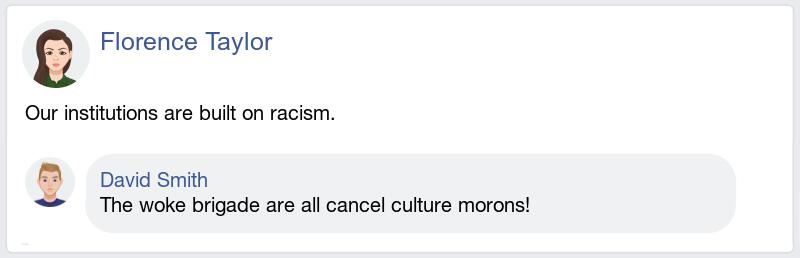 Florence Taylor
Our institutions are built on racism.
David Smith
The woke brigade are all cancel culture morons!